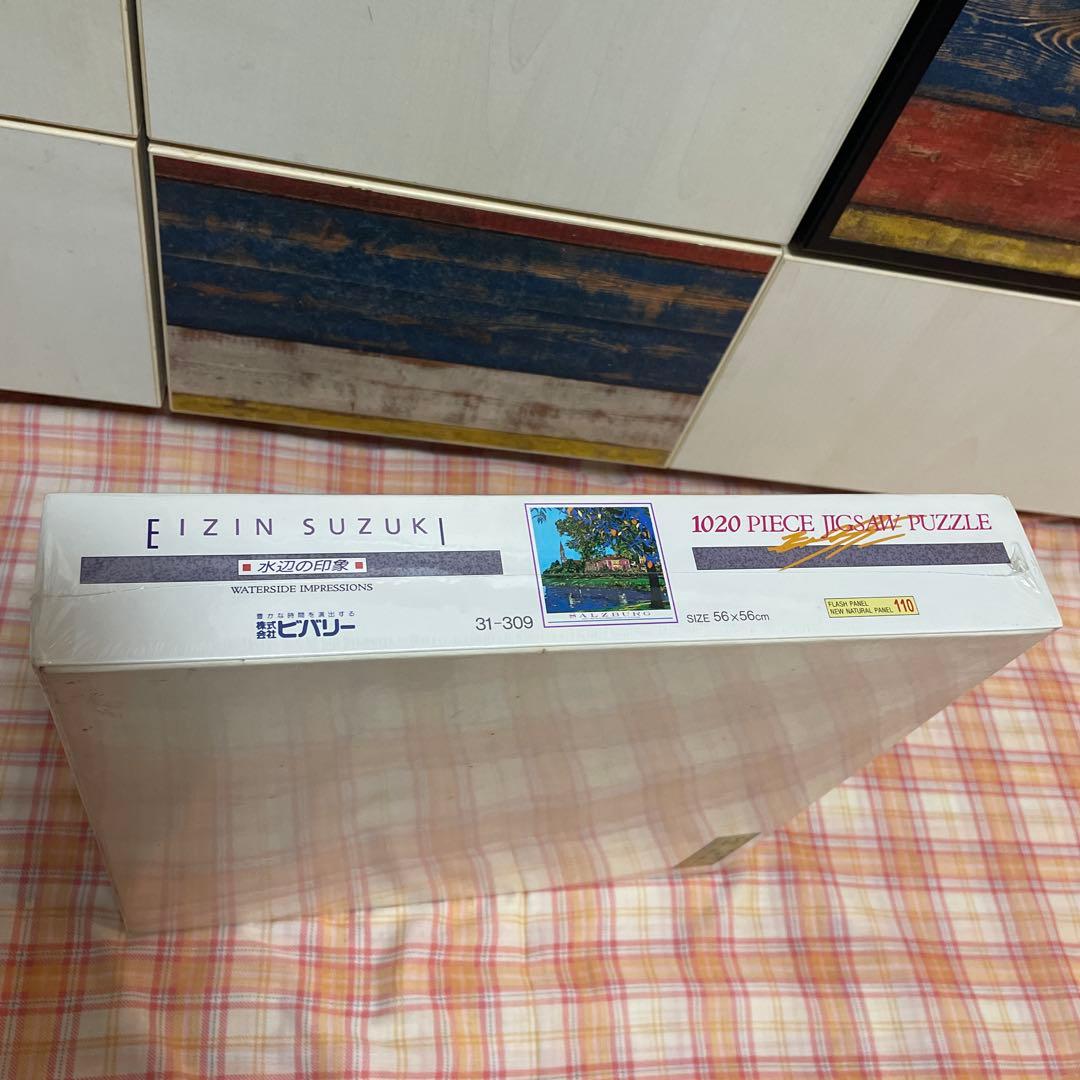 EIZIN SUZUKI
水辺の印象
WATERSIDE IMPRESSIONS
豊かな時間を演出する
株式会社ビバリー
31-309
SALZBURG
1020 PIECE JIGSAW PUZZLE
SIZE 56×56cm
FLASH PANEL
NEW NATURAL PANEL 110